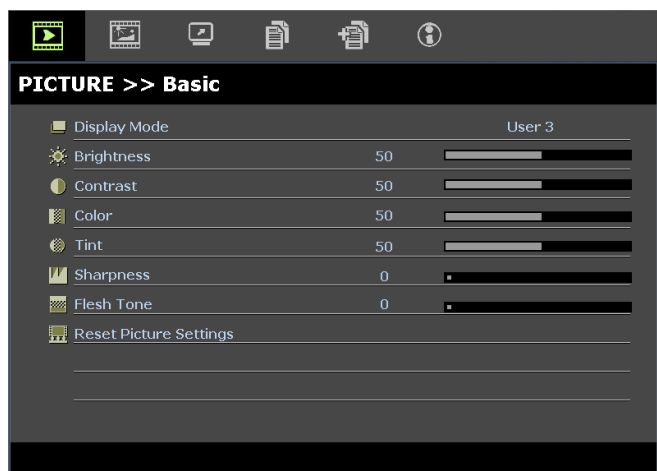 PICTURE >> Basic
Display Mode User 3
Brightness 50
Contrast 50
Color 50
Tint 50
Sharpness 0
Flesh Tone 0
Reset Picture Settings